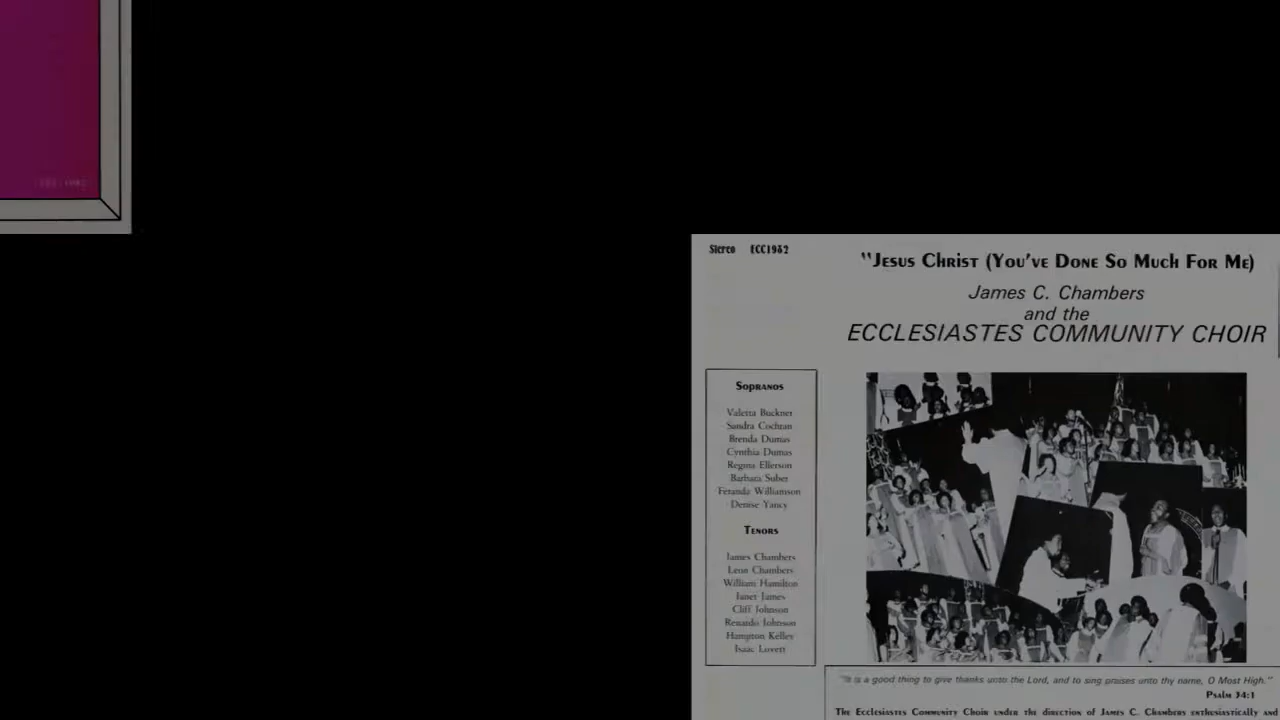 Stereo ECC1982
"Jesus Christ (You've Done So Much For Me)
James C. Chambers
and the
ECCLESIASTES COMMUNITY CHOIR
Sopranos
Valetta Buckner
Sandra Cochran
Brenda Dumas
Cynthia Dumas
Regina Ellerson
Barbara Suber
Feranda Williamson
Denise Yancy
Tenors
James Chambers
Leon Chambers
William Hamilton
Janet James
Cliff Johnson
Renardo Johnson
Hampton Kelley
Isaac Lovett
"It is a good thing to give thanks unto the Lord, and to sing praises unto thy name, O Most High."
Psalm 34:1
The Ecclesiastes Community Choir under the direction of James C. Chambers enthusiastically and